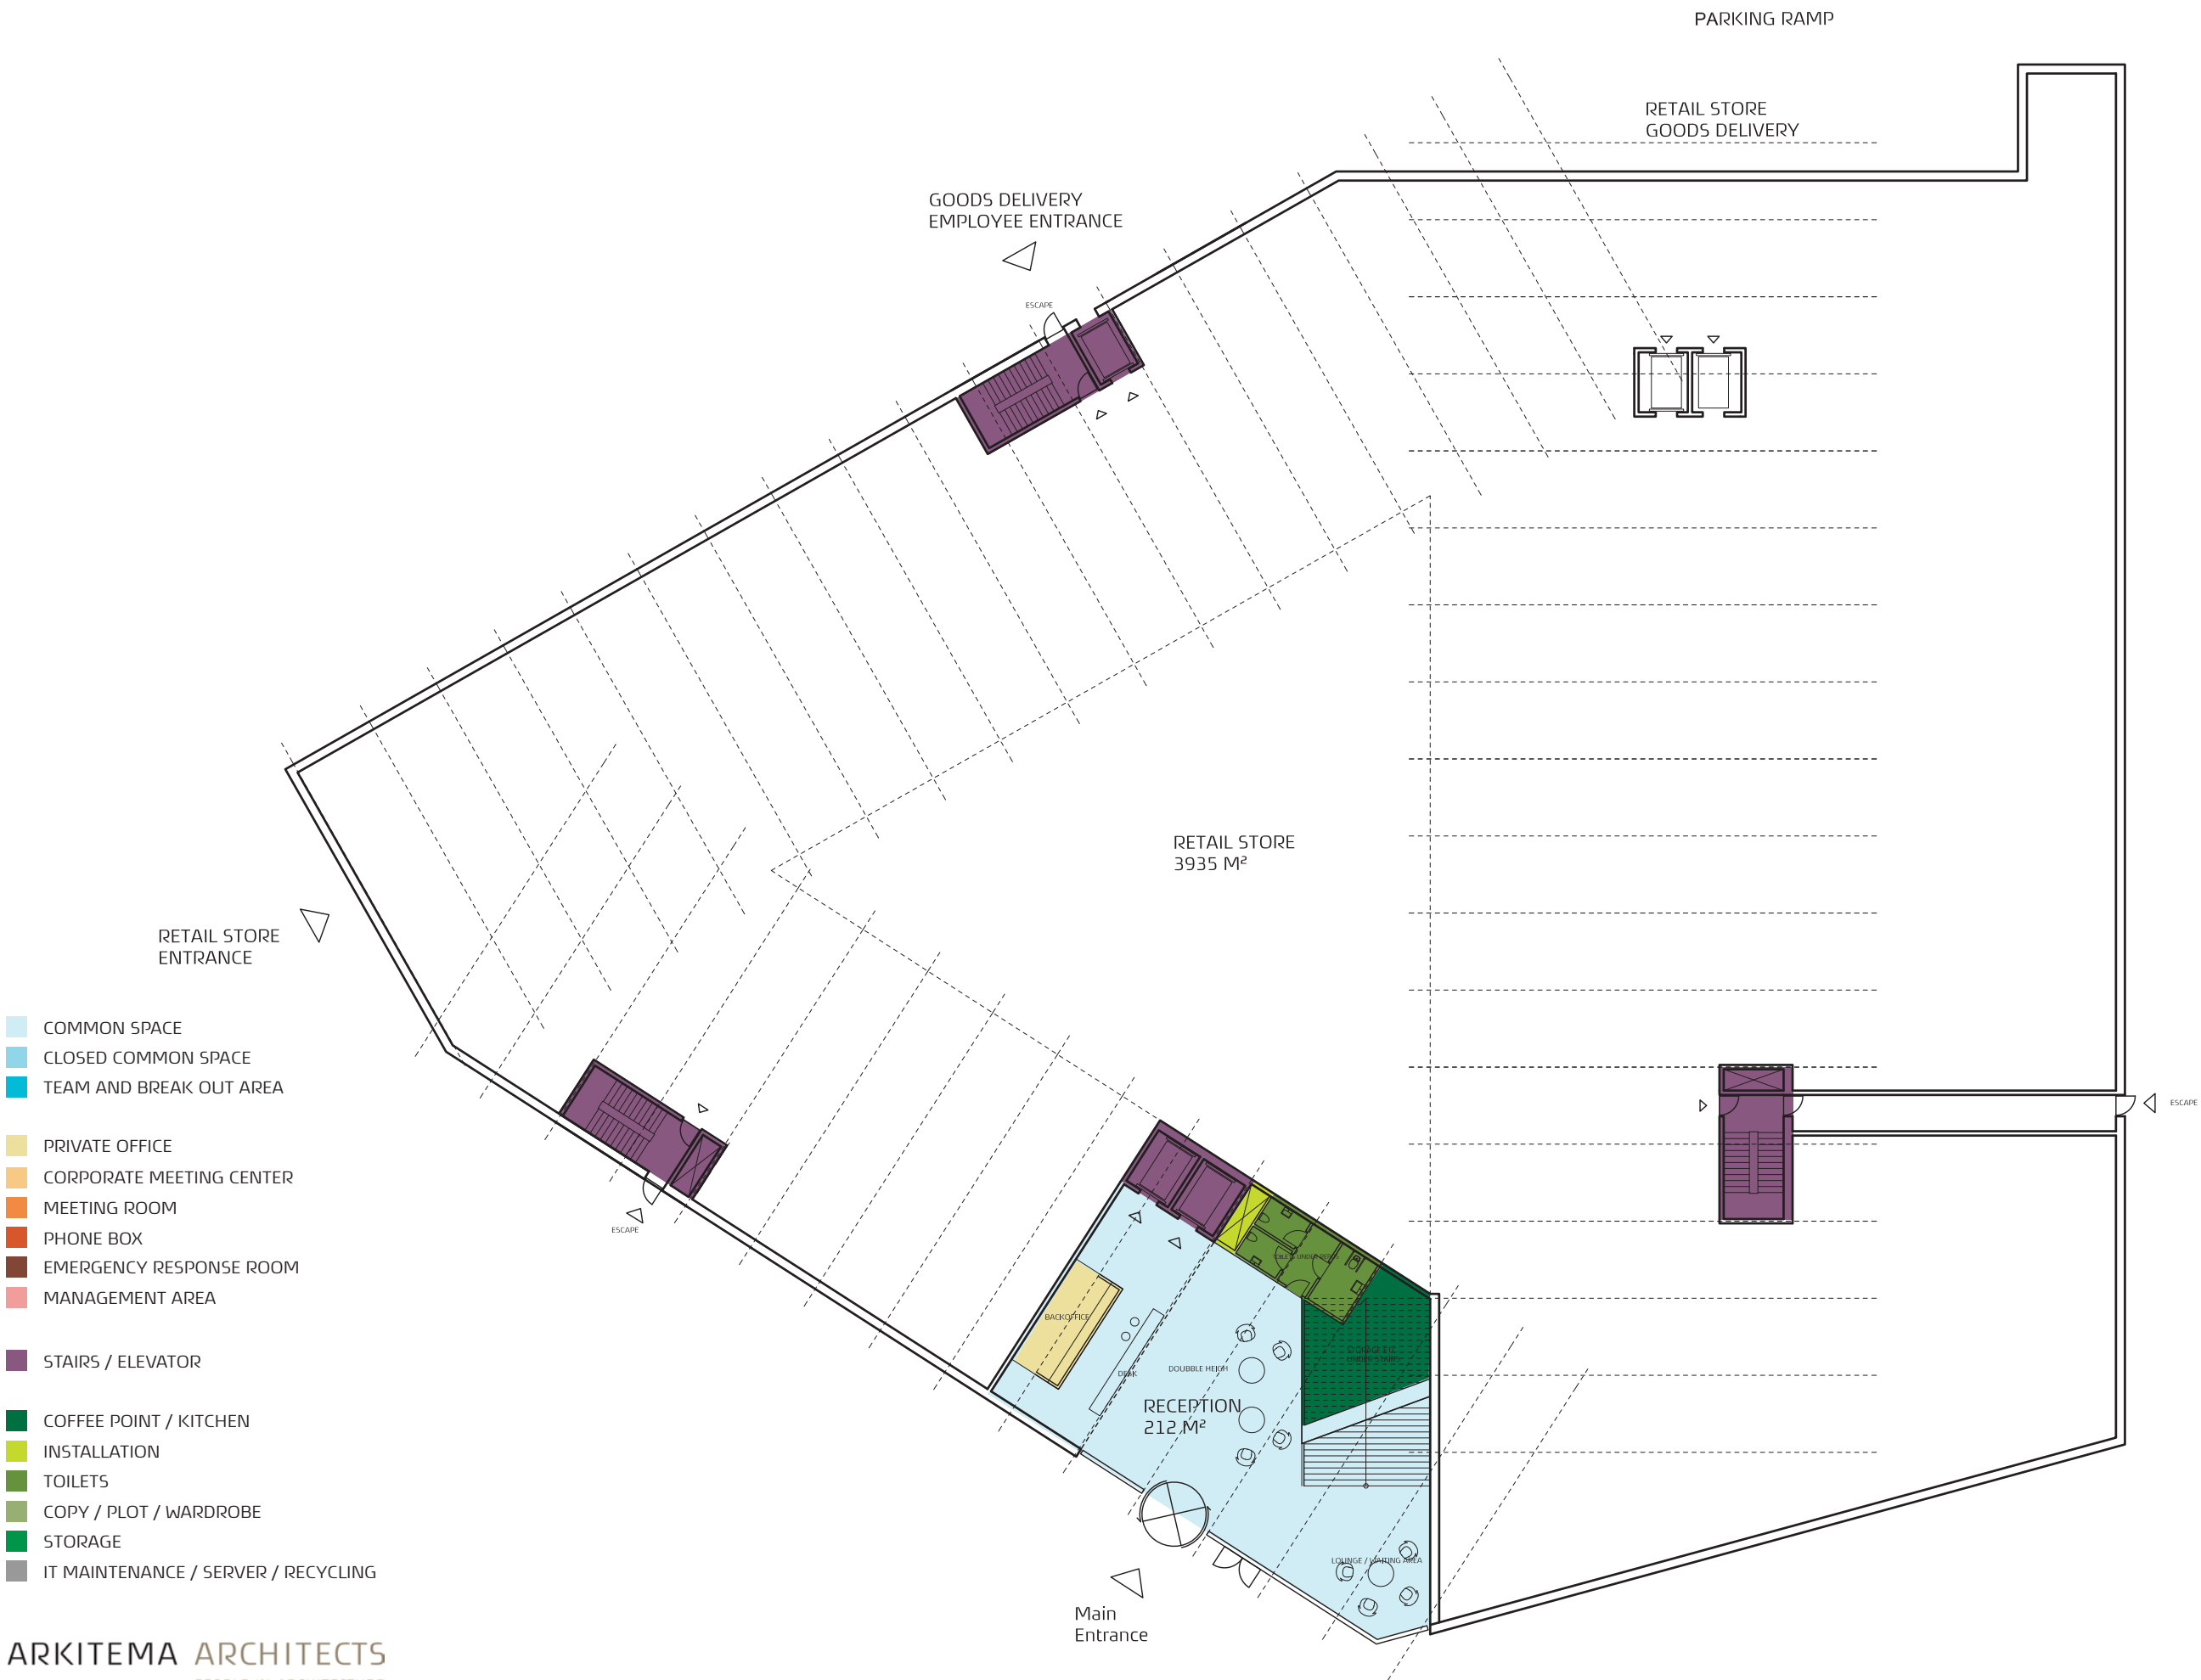 PARKING RAMP
RETAIL STORE
GOODS DELIVERY
GOODS DELIVERY
EMPLOYEE ENTRANCE
ESCAPE
RETAIL STORE
3935 M²
RETAIL STORE
ENTRANCE
ESCAPE
ESCAPE
BACKOFFICE
DESK
DOUBBLE HEIGH
RECEPTION
212 M²
LOUNGE / WAITING AREA
Main
Entrance
COMMON SPACE
CLOSED COMMON SPACE
TEAM AND BREAK OUT AREA
PRIVATE OFFICE
CORPORATE MEETING CENTER
MEETING ROOM
PHONE BOX
EMERGENCY RESPONSE ROOM
MANAGEMENT AREA
STAIRS / ELEVATOR
COFFEE POINT / KITCHEN
INSTALLATION
TOILETS
COPY / PLOT / WARDROBE
STORAGE
IT MAINTENANCE / SERVER / RECYCLING
ARKITEMA ARCHITECTS